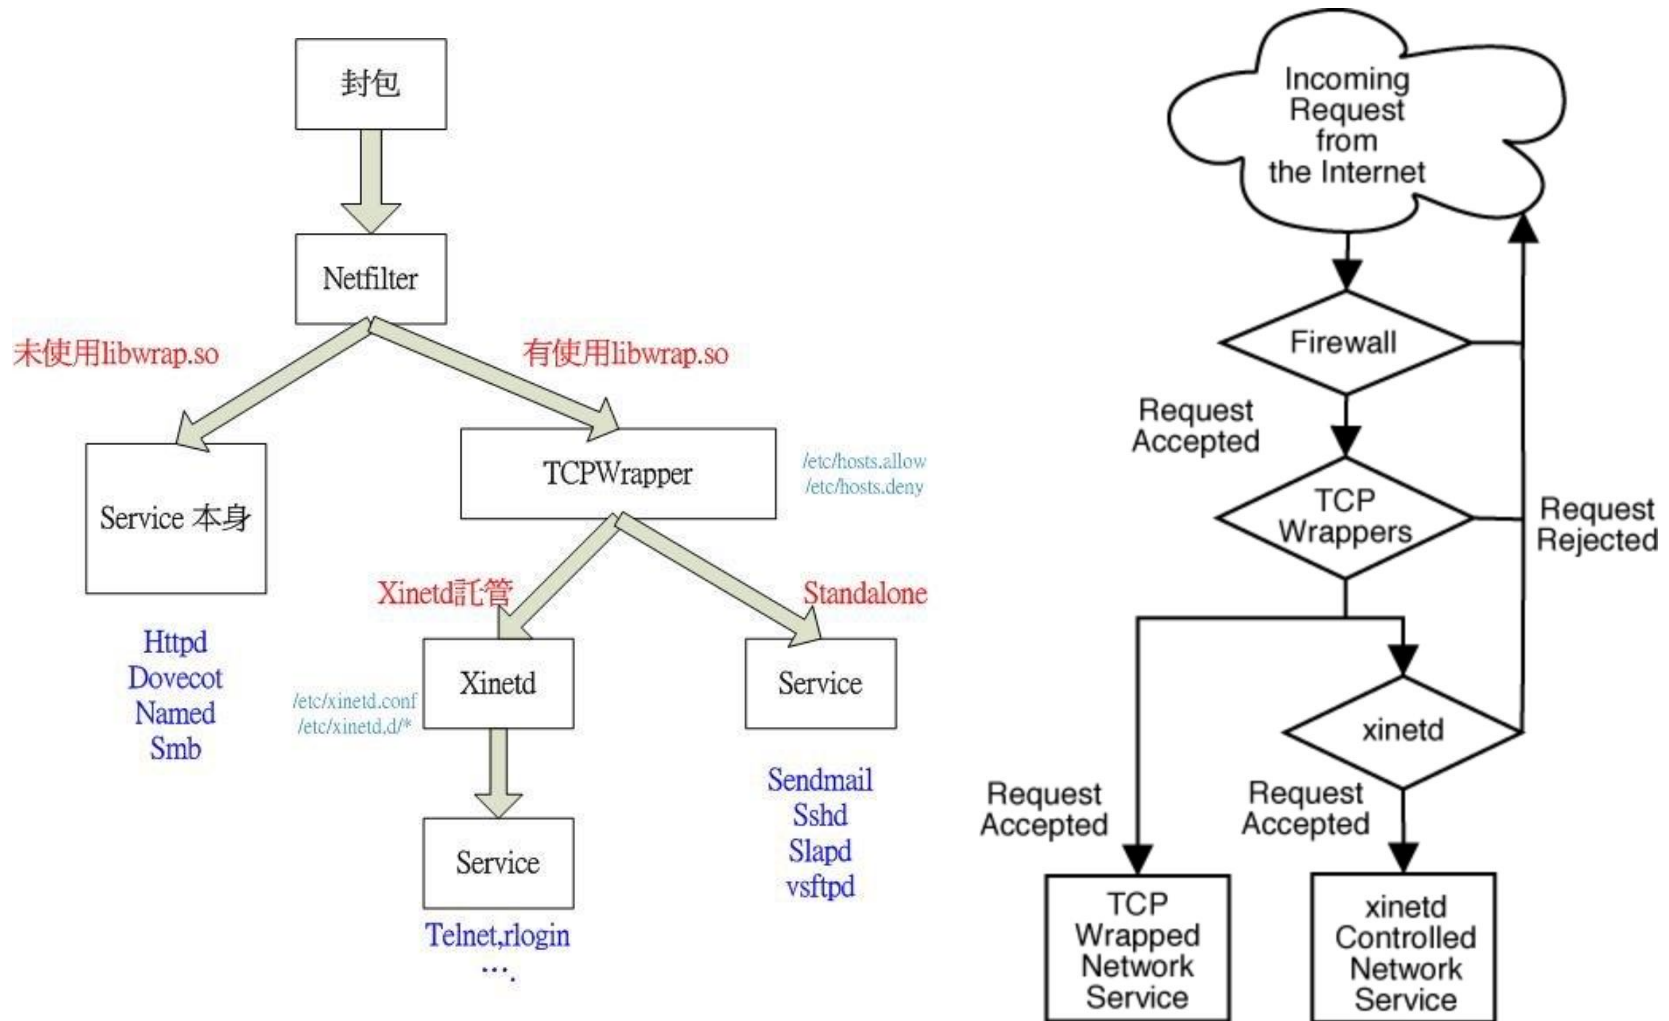 封包
Netfilter
未使用libwrap.so
有使用libwrap.so
Service 本身
TCPWrapper
/etc/hosts.allow
/etc/hosts.deny
Httpd
Dovecot
Named
Smb
Xinetd託管
Standalone
/etc/xinetd.conf
/etc/xinetd.d/*
Xinetd
Service
Sendmail
Sshd
Slapd
vsftpd
Service
Telnet,rlogin
....
Incoming
Request
from
the Internet
Firewall
Request
Accepted
TCP
Wrappers
Request
Rejected
xinetd
Request
Accepted
Request
Accepted
TCP
Wrapped
Network
Service
xinetd
Controlled
Network
Service